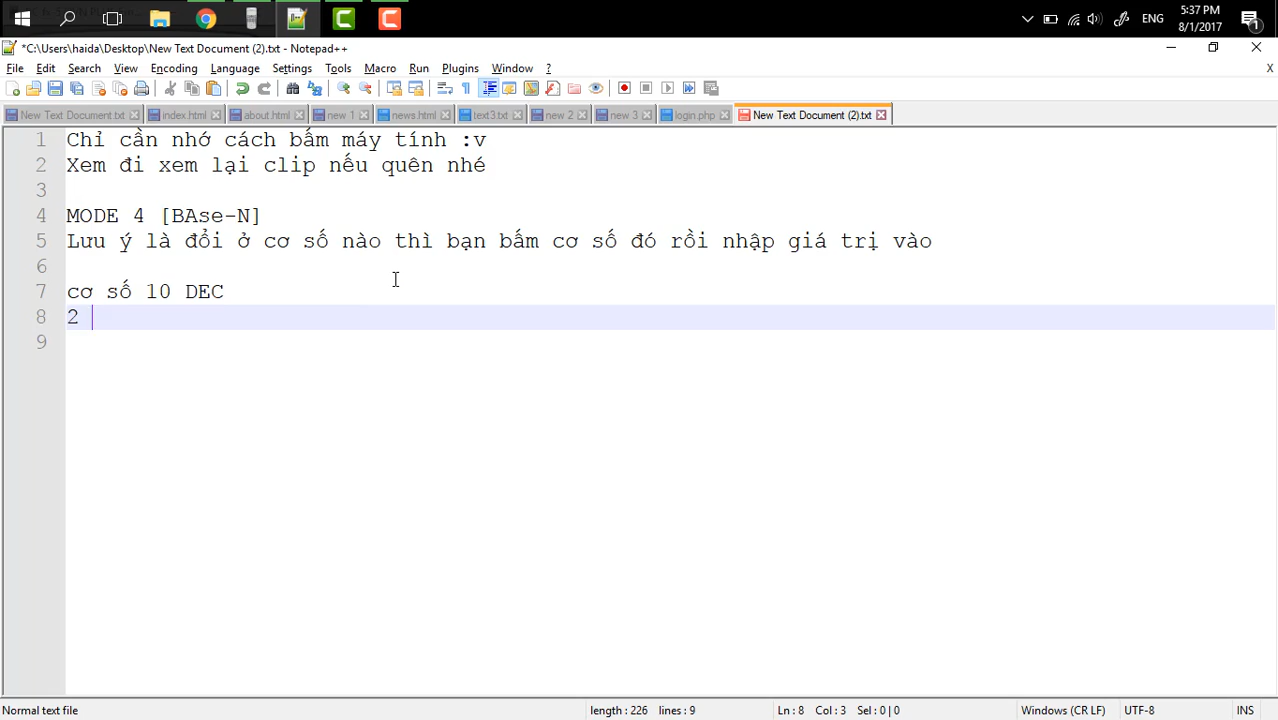 5:37 PM
ENG
8/1/2017
1
*C:\Users\haida\Desktop\New Text Document (2).txt - Notepad++
File Edit Search View Encoding Language Settings Tools Macro Run Plugins Window ?
X
New Text Document.txt index.html about.html new 1 news.html text3.txt new 2 new 3 login.php New Text Document (2).txt
1 Chỉ cần nhớ cách bấm máy tính :v
2 Xem đi xem lại clip nếu quên nhé
3
4 MODE 4 [BAse-N]
5 Lưu ý là đổi ở cơ số nào thì bạn bấm cơ số đó rồi nhập giá trị vào
6
7 cơ số 10 DEC
8 2
9
Normal text file length : 226 lines : 9 Ln : 8 Col : 3 Sel : 0 | 0 Windows (CR LF) UTF-8 INS